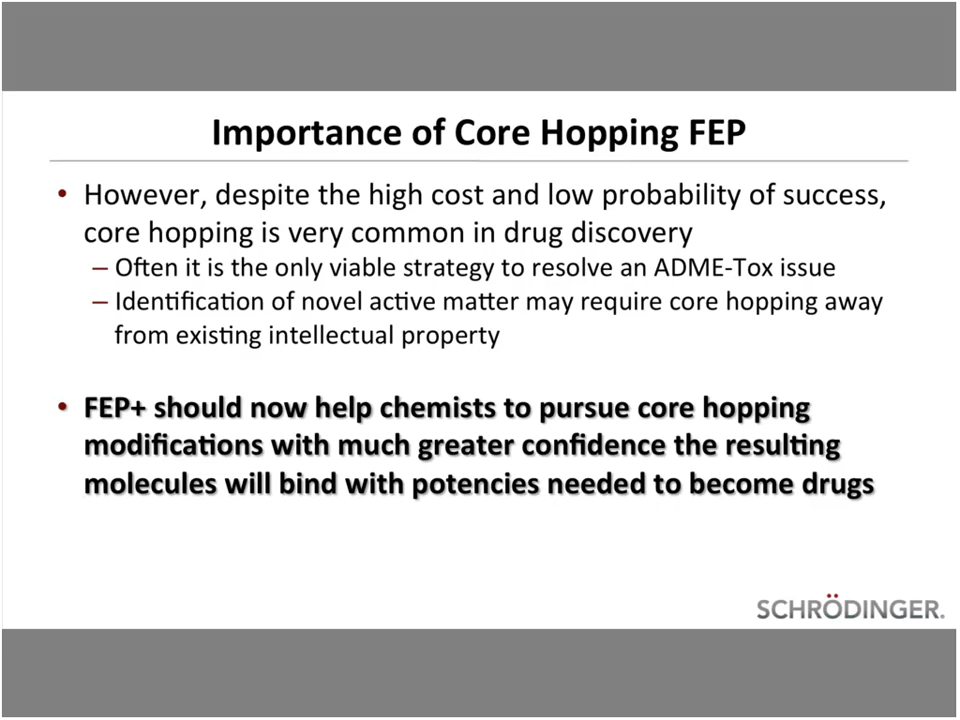 Importance of Core Hopping FEP
• However, despite the high cost and low probability of success,
core hopping is very common in drug discovery
– Often it is the only viable strategy to resolve an ADME-Tox issue
– Identification of novel active matter may require core hopping away
from existing intellectual property
• FEP+ should now help chemists to pursue core hopping
modifications with much greater confidence the resulting
molecules will bind with potencies needed to become drugs
SCHRÖDINGER.